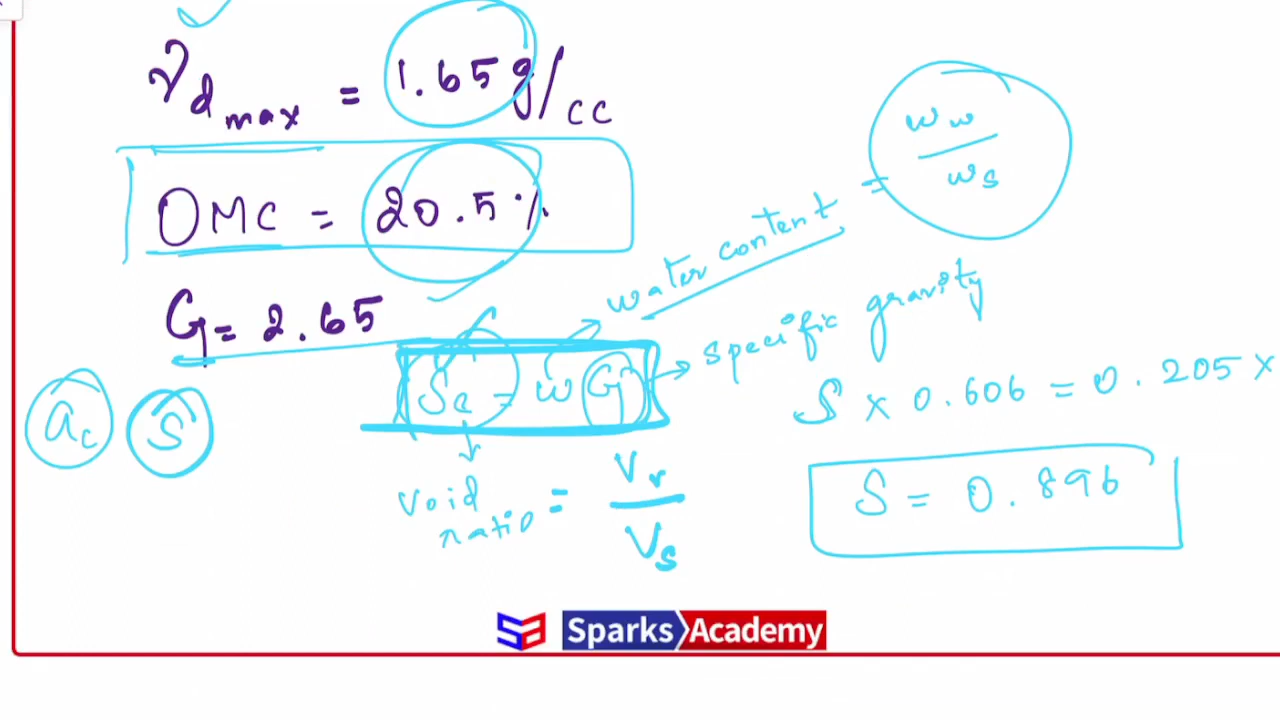 γd max = 1.65 g/cc
OMC = 20.5 %
G = 2.65
Se = w G
water content = Ww/Ws
specific gravity
void ratio = Vv/Vs
ac S
S x 0.606 = 0.205 x
S = 0.896
Sparks Academy